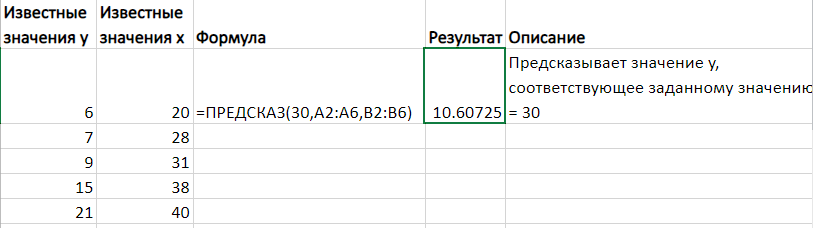 Известные Известные
значения y значения x Формула Результат Описание
Предсказывает значение y,
соответствующее заданному значению
6 20 =ПРЕДСКАЗ(30,A2:A6,B2:B6) 10.60725 = 30
7 28
9 31
15 38
21 40